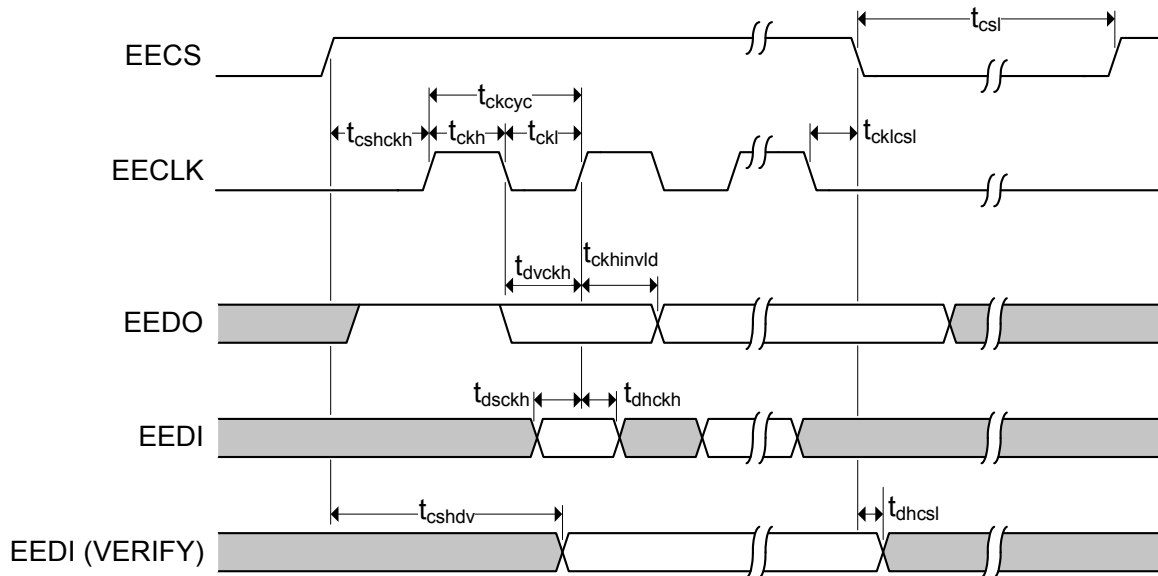 EECS
t_csl
t_ckcyc
t_cshckh t_ckh t_ckl t_cklcsl
EECLK
t_dvckh t_ckhinvld
EEDO
t_dsckh t_dhckh
EEDI
t_cshdv t_dhcsl
EEDI (VERIFY)